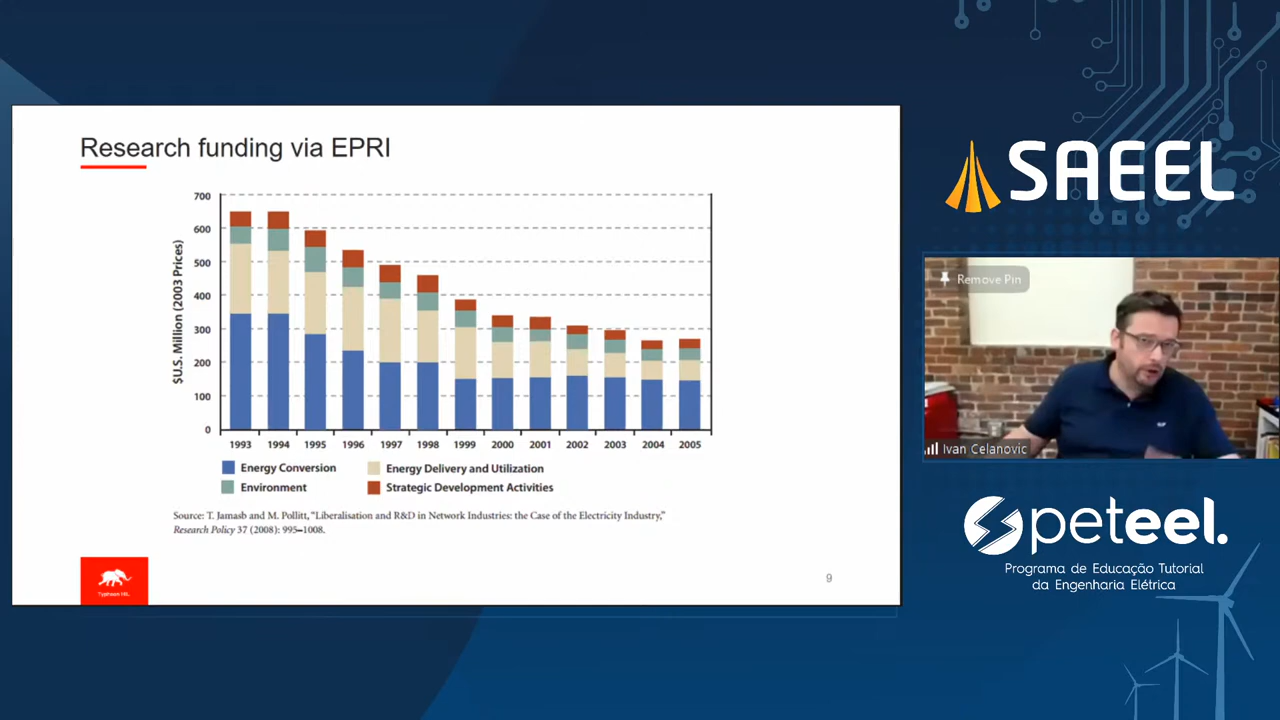 Research funding via EPRI
$U.S. Million (2003 Prices)
700
600
500
400
300
200
100
0
1993 1994 1995 1996 1997 1998 1999 2000 2001 2002 2003 2004 2005
Energy Conversion
Energy Delivery and Utilization
Environment
Strategic Development Activities
Source: T. Jamasb and M. Pollitt, “Liberalisation and R&D in Network Industries: the Case of the Electricity Industry,”
Research Policy 37 (2008): 995–1008.
Typhoon HIL
9
SAEEL
Remove Pin
Ivan Celanovic
peteel.
Programa de Educação Tutorial
da Engenharia Elétrica